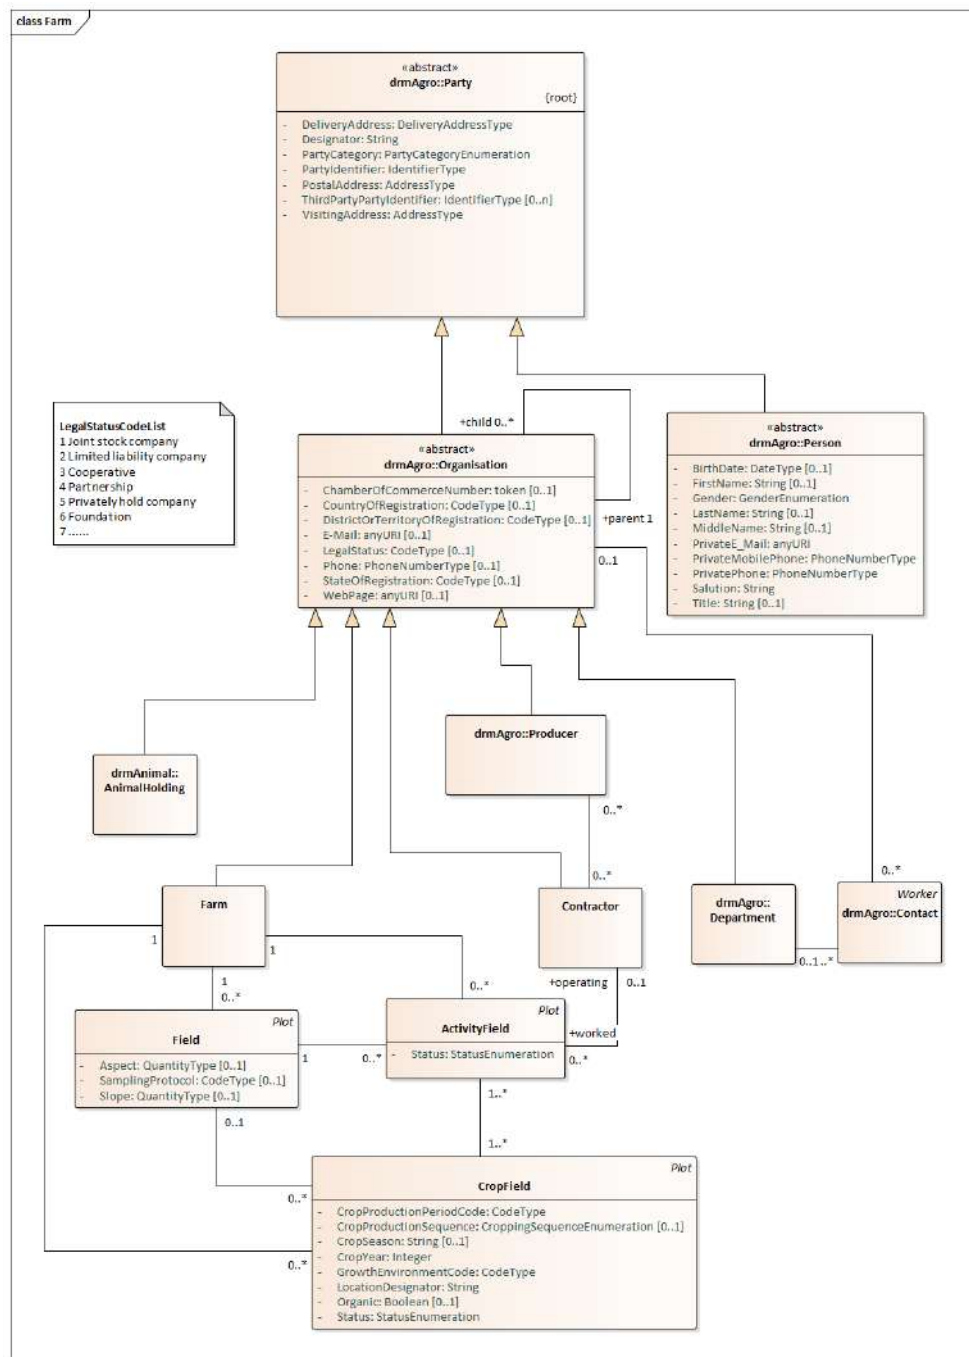 class Farm
«abstract»
drmAgro::Party
{root}
- DeliveryAddress: DeliveryAddressType
- Designator: String
- PartyCategory: PartyCategoryEnumeration
- PartyIdentifier: IdentifierType
- PostalAddress: AddressType
- ThirdPartyPartyIdentifier: IdentifierType [0..n]
- VisitingAddress: AddressType
LegalStatusCodeList
1 Joint stock company
2 Limited liability company
3 Cooperative
4 Partnership
5 Privately hold company
6 Foundation
7 ......
+child 0..*
«abstract»
drmAgro::Organisation
- ChamberOfCommerceNumber: token [0..1]
- CountryOfRegistration: CodeType [0..1]
- DistrictOrTerritoryOfRegistration: CodeType [0..1]
- E-Mail: anyURI [0..1]
- LegalStatus: CodeType [0..1]
- Phone: PhoneNumberType [0..1]
- StateOfRegistration: CodeType [0..1]
- WebPage: anyURI [0..1]
+parent 1
0..1
«abstract»
drmAgro::Person
- BirthDate: DateType [0..1]
- FirstName: String [0..1]
- Gender: GenderEnumeration
- LastName: String [0..1]
- MiddleName: String [0..1]
- PrivateE_Mail: anyURI
- PrivateMobilePhone: PhoneNumberType
- PrivatePhone: PhoneNumberType
- Salution: String
- Title: String [0..1]
drmAnimal::
AnimalHolding
drmAgro::Producer
0..*
0..*
0..*
Farm
Contractor
drmAgro::
Department
Worker
drmAgro::Contact
1
1
1
0..*
0..*
+operating
0..1
0..1..*
Plot
Field
- Aspect: QuantityType [0..1]
- SamplingProtocol: CodeType [0..1]
- Slope: QuantityType [0..1]
1
0..*
Plot
ActivityField
- Status: StatusEnumeration
+worked
0..*
0..1
1..*
1..*
0..*
0..*
Plot
CropField
- CropProductionPeriodCode: CodeType
- CropProductionSequence: CroppingSequenceEnumeration [0..1]
- CropSeason: String [0..1]
- CropYear: Integer
- GrowthEnvironmentCode: CodeType
- LocationDesignator: String
- Organic: Boolean [0..1]
- Status: StatusEnumeration